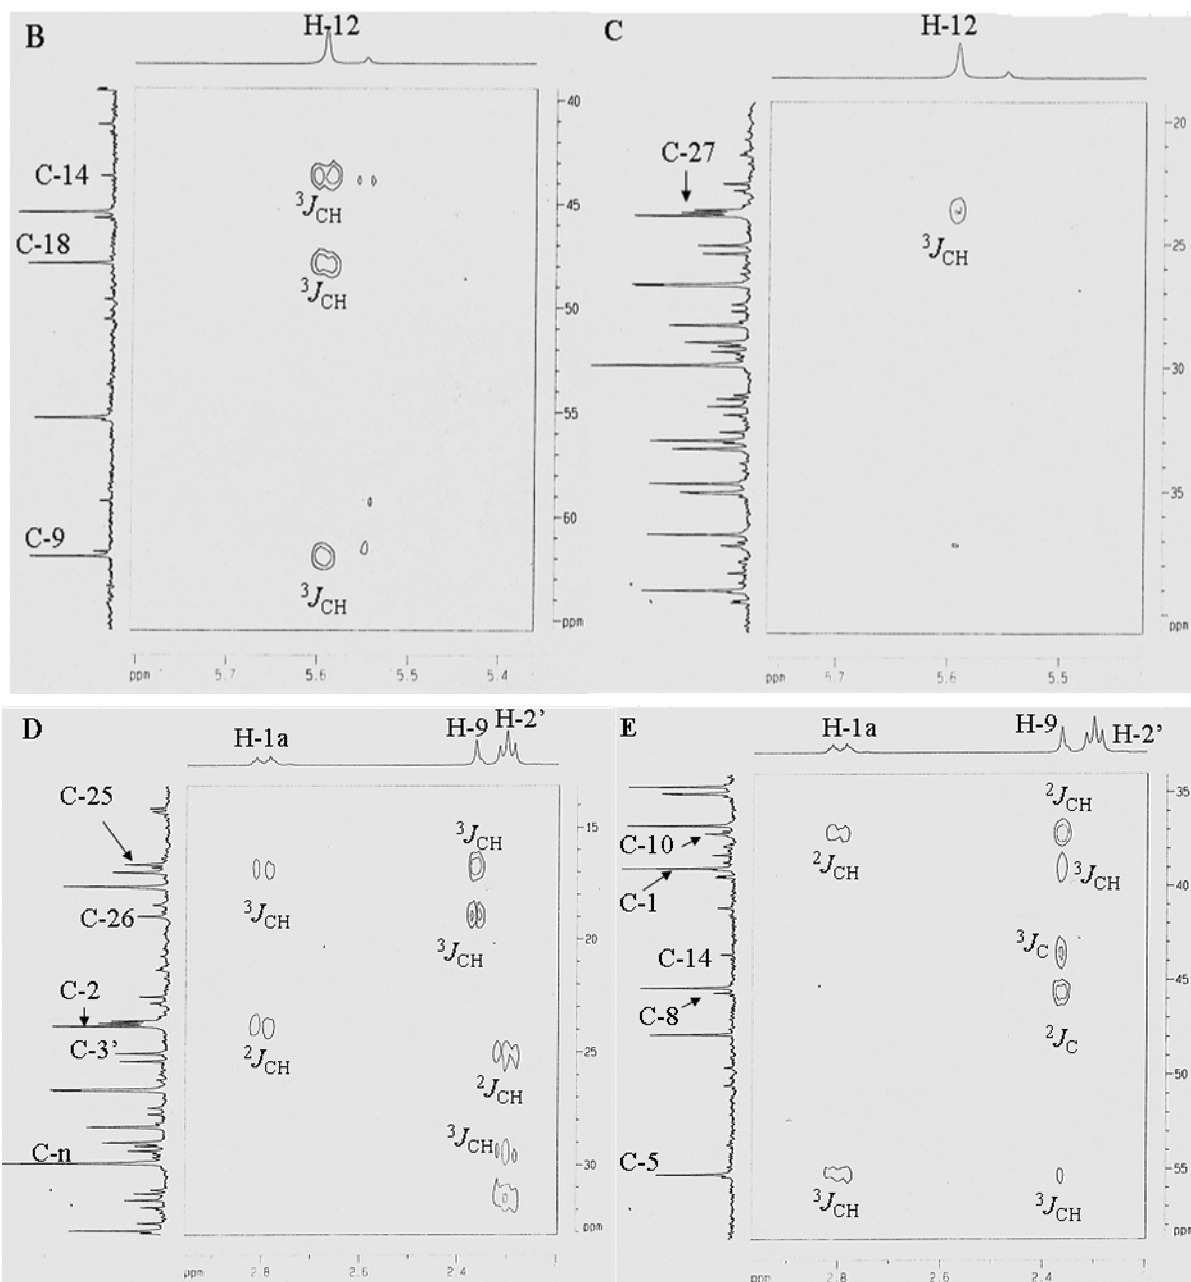 B
H-12
C-14
C-18
C-9
³J_CH
³J_CH
³J_CH
40
45
50
55
60
ppm
ppm
5.7
5.6
5.5
C
H-12
C-27
³J_CH
20
25
30
35
ppm
ppm
5.7
5.6
5.5
D
H-1a
H-9
H-2’
C-25
C-26
C-2
C-3’
C-n
³J_CH
³J_CH
³J_CH
²J_CH
²J_CH
³J_CH
15
20
25
30
ppm
ppm
2.8
2.6
2.4
E
H-1a
H-9
H-2’
C-10
C-1
C-14
C-8
C-5
²J_CH
²J_CH
³J_CH
³J_C
²J_C
³J_CH
³J_CH
35
40
45
50
55
ppm
ppm
2.8
2.6
2.4